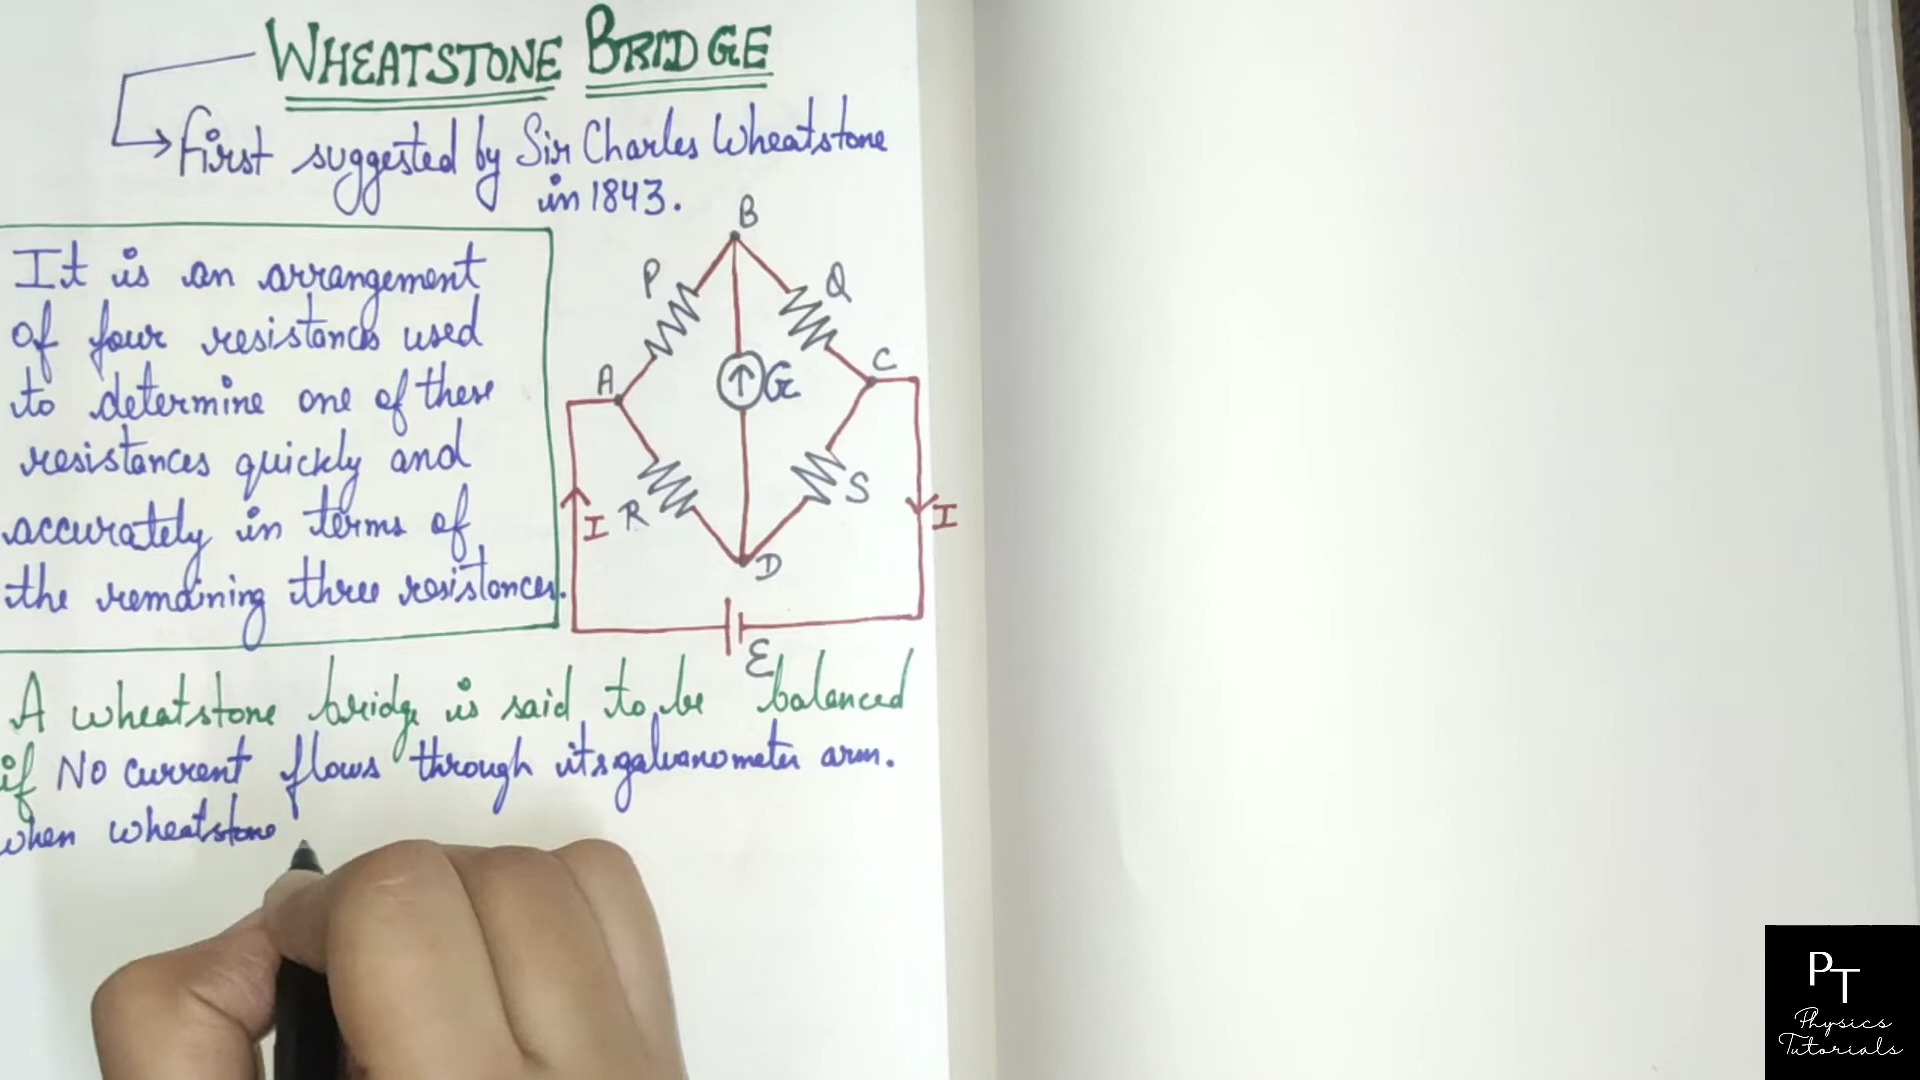 WHEATSTONE BRIDGE
First suggested by Sir Charles Wheatstone
in 1843.
It is an arrangement
of four resistances used
to determine one of these
resistances quickly and
accurately in terms of
the remaining three resistances.
B
P
Q
A
C
G
R
S
I
I
D
E
A wheatstone bridge is said to be balanced
if No current flows through its galvanometer arm.
when wheatstone
PT
Physics
Tutorials